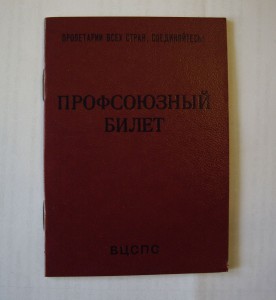 ПРОЛЕТАРИИ ВСЕХ СТРАН, СОЕДИНЯЙТЕСЬ!
ПРОФСОЮЗНЫЙ
БИЛЕТ
ВЦСПС